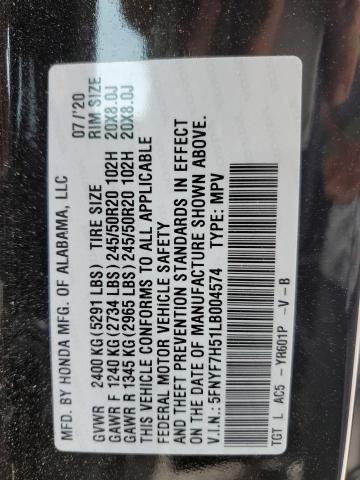 MFD. BY HONDA MFG. OF ALABAMA, LLC 07/'20
GVWR 2400 KG (5291 LBS) TIRE SIZE RIM SIZE
GAWR F 1240 KG (2734 LBS) 245/50R20 102H 20X8.0J
GAWR R 1345 KG (2965 LBS) 245/50R20 102H 20X8.0J
THIS VEHICLE CONFORMS TO ALL APPLICABLE
FEDERAL MOTOR VEHICLE SAFETY
AND THEFT PREVENTION STANDARDS IN EFFECT
ON THE DATE OF MANUFACTURE SHOWN ABOVE.
V.I.N.: 5FNYF7H51LB004574 TYPE: MPV
TGT L AC5 - YR601P -V-B